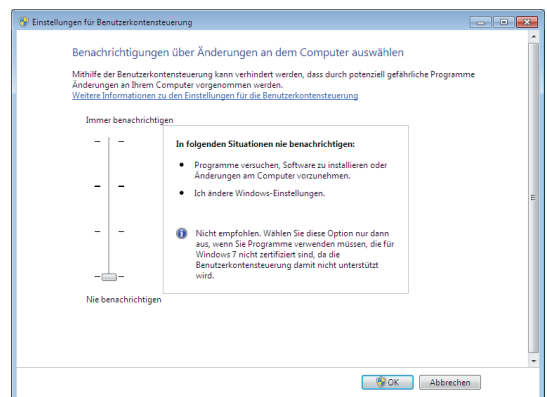 Einstellungen für Benutzerkontensteuerung
Benachrichtigungen über Änderungen an dem Computer auswählen
Mithilfe der Benutzerkontensteuerung kann verhindert werden, dass durch potenziell gefährliche Programme
Änderungen an Ihrem Computer vorgenommen werden.
Weitere Informationen zu den Einstellungen für die Benutzerkontensteuerung
Immer benachrichtigen
In folgenden Situationen nie benachrichtigen:
• Programme versuchen, Software zu installieren oder
Änderungen am Computer vorzunehmen.
• Ich ändere Windows-Einstellungen.
Nicht empfohlen. Wählen Sie diese Option nur dann
aus, wenn Sie Programme verwenden müssen, die für
Windows 7 nicht zertifiziert sind, da die
Benutzerkontensteuerung damit nicht unterstützt
wird.
Nie benachrichtigen
OK Abbrechen